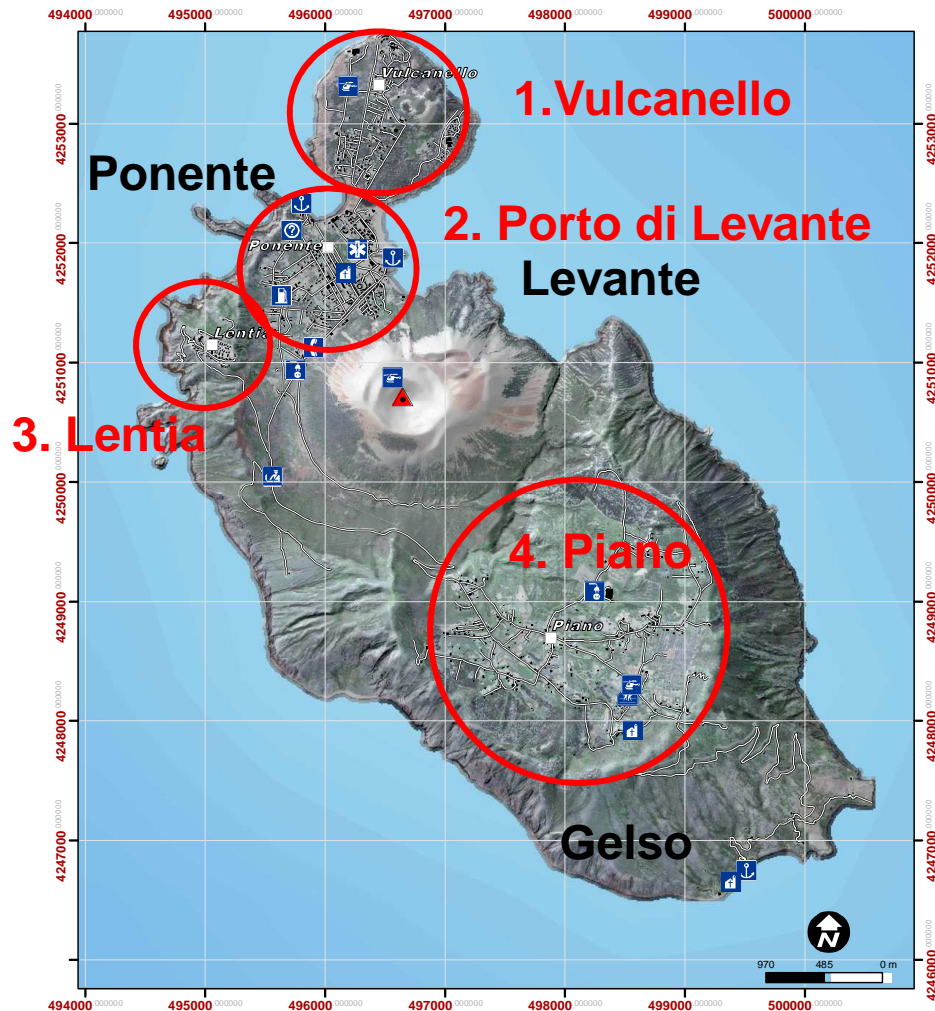 494000.000000 495000.000000 496000.000000 497000.000000 498000.000000 499000.000000 500000.000000
4253000.000000
4252000.000000
4251000.000000
4250000.000000
4249000.000000
4248000.000000
4247000.000000
4246000.000000
Vulcanello
1.Vulcanello
Ponente
2. Porto di Levante
Ponente
Levante
Lentia
3. Lentia
4. Piano
Piano
Gelso
N
970 485 0 m
4253000.000000
4252000.000000
4251000.000000
4250000.000000
4249000.000000
4248000.000000
4247000.000000
4246000.000000
494000.000000 495000.000000 496000.000000 497000.000000 498000.000000 499000.000000 500000.000000